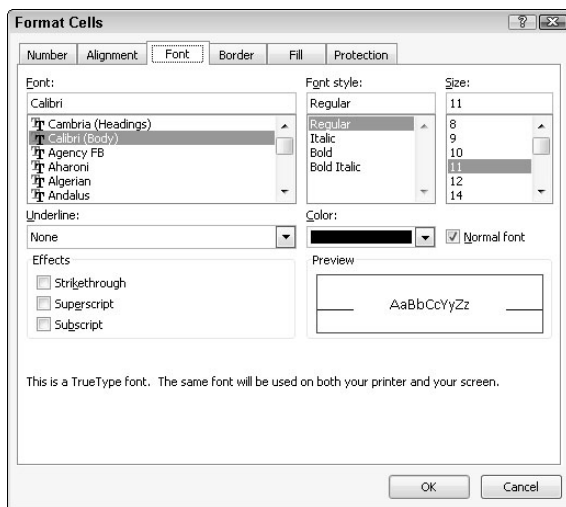 Format Cells
Number Alignment Font Border Fill Protection
Font: Font style: Size:
Calibri Regular 11
Cambria (Headings) Regular 8
Calibri (Body) Italic 9
Agency FB Bold 10
Aharoni Bold Italic 11
Algerian 12
Andalus 14
Underline: Color:
None Normal font
Effects Preview
Strikethrough
Superscript AaBbCcYyZz
Subscript
This is a TrueType font. The same font will be used on both your printer and your screen.
OK Cancel